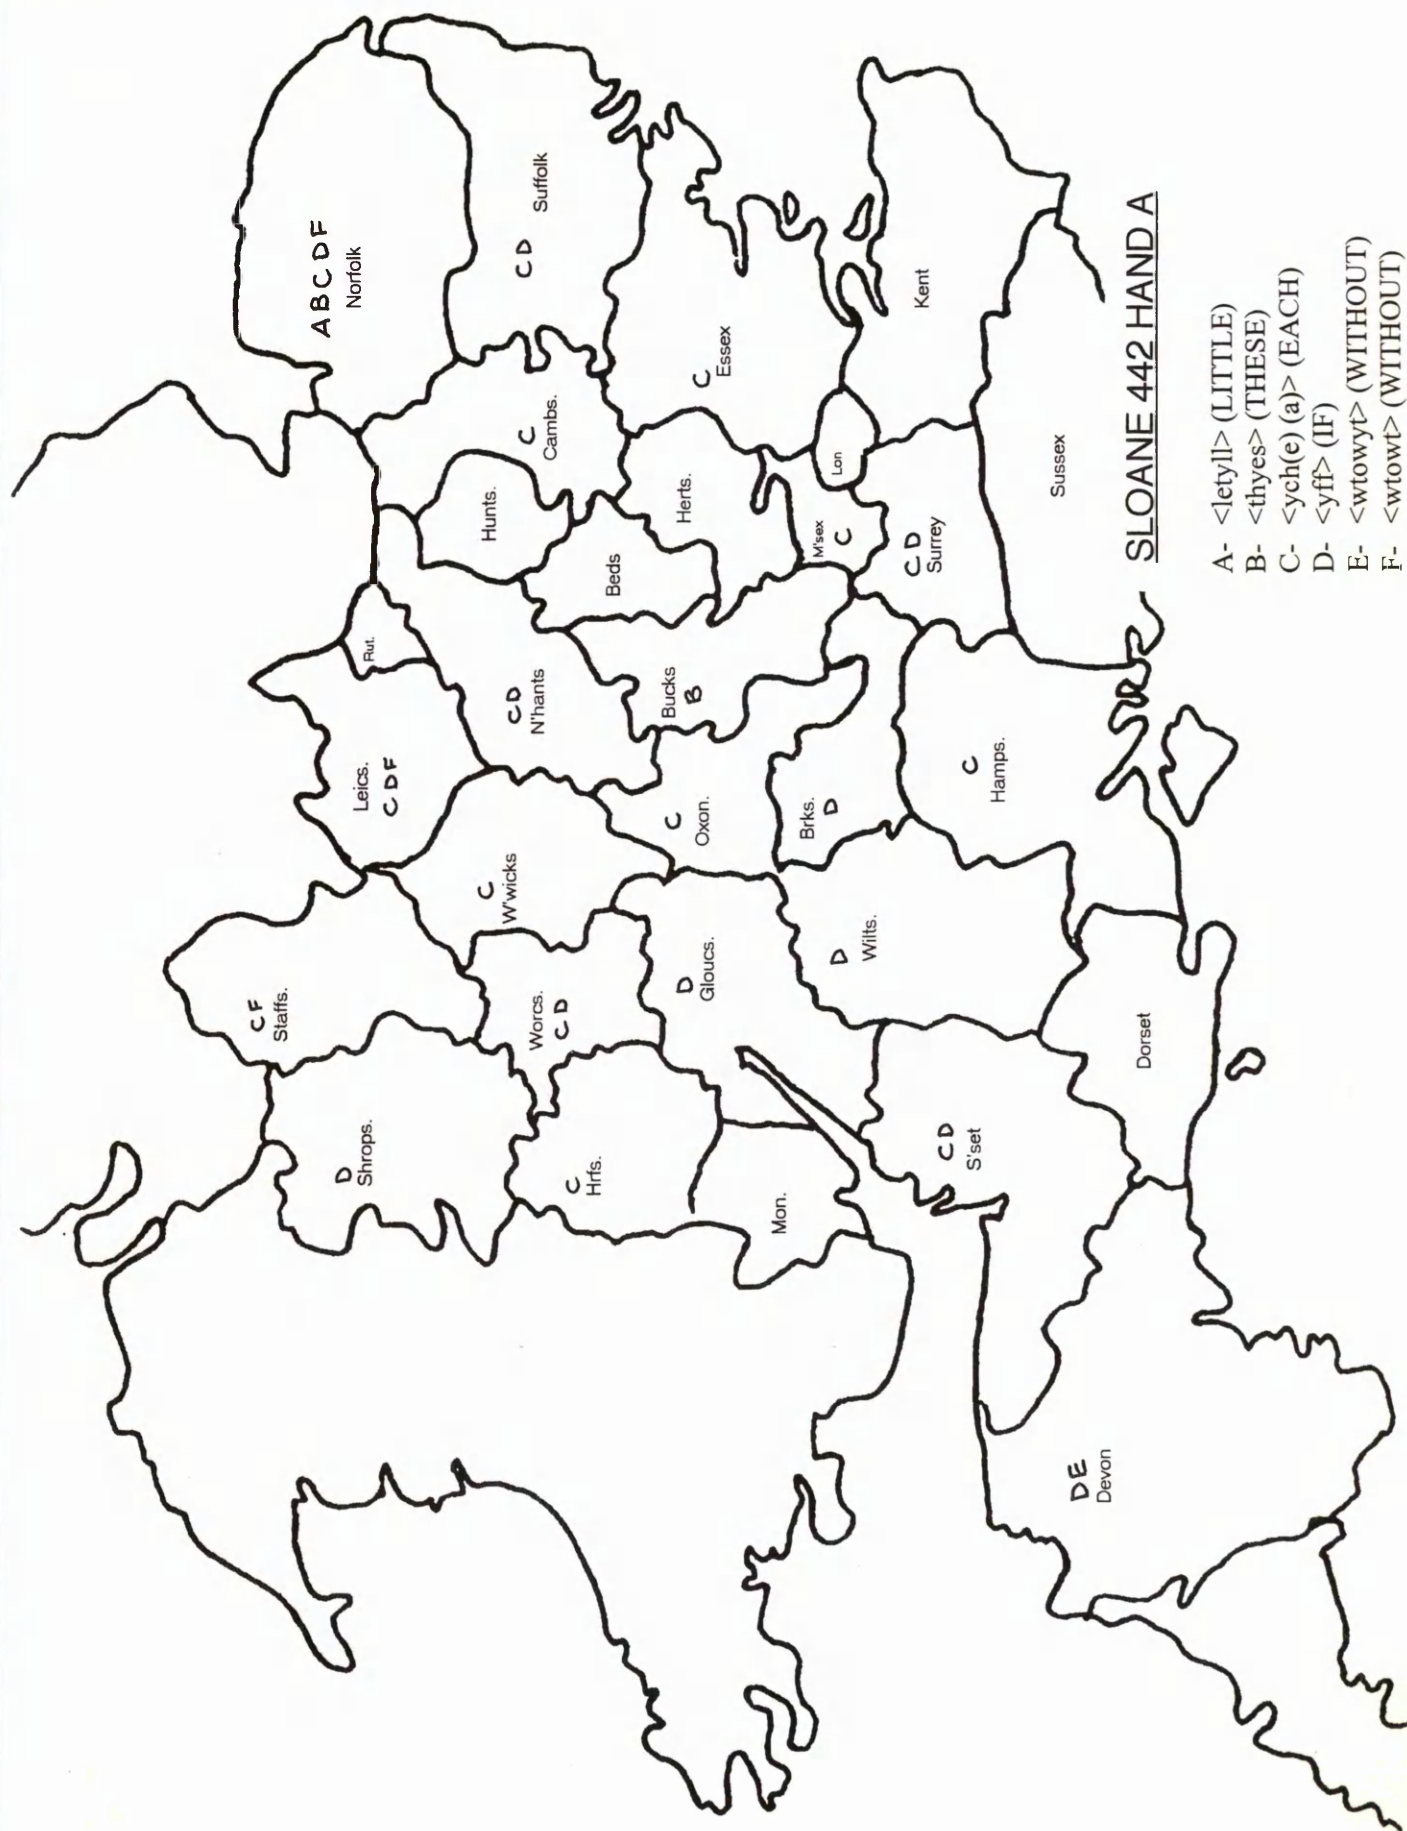 ABCDF
Norfolk
CD
Suffolk
C
Cambs.
Hunts.
C
Essex
Herts.
Beds
Lon
M'sex
C
Kent
CD
Surrey
Sussex
Rut.
Leics.
CDF
CD
N'hants
Bucks
B
C
Oxon.
Brks.
D
C
Hamps.
CF
Staffs.
C
W'wicks
Worcs.
CD
D
Gloucs.
D
Wilts.
D
Shrops.
C
Hrfs.
Mon.
CD
S'set
Dorset
DE
Devon
SLOANE 442 HAND A
A- <letyll> (LITTLE)
B- <thyes> (THESE)
C- <ych(e) (a)> (EACH)
D- <yff> (IF)
E- <wtowyt> (WITHOUT)
F- <wtowt> (WITHOUT)